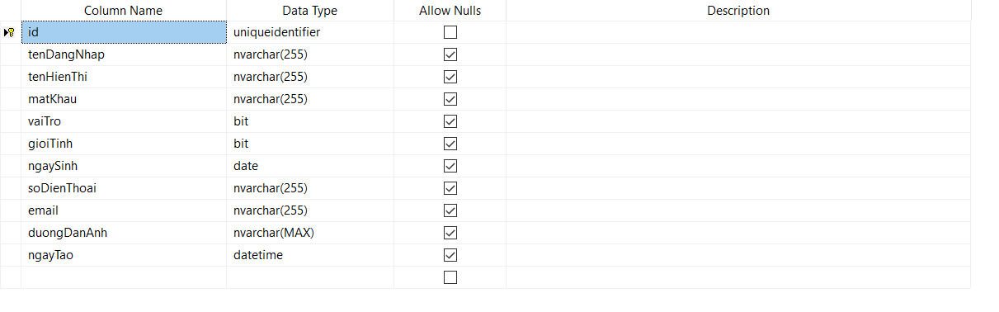 Column Name Data Type Allow Nulls Description
id uniqueidentifier
tenDangNhap nvarchar(255)
tenHienThi nvarchar(255)
matKhau nvarchar(255)
vaiTro bit
gioiTinh bit
ngaySinh date
soDienThoai nvarchar(255)
email nvarchar(255)
duongDanAnh nvarchar(MAX)
ngayTao datetime